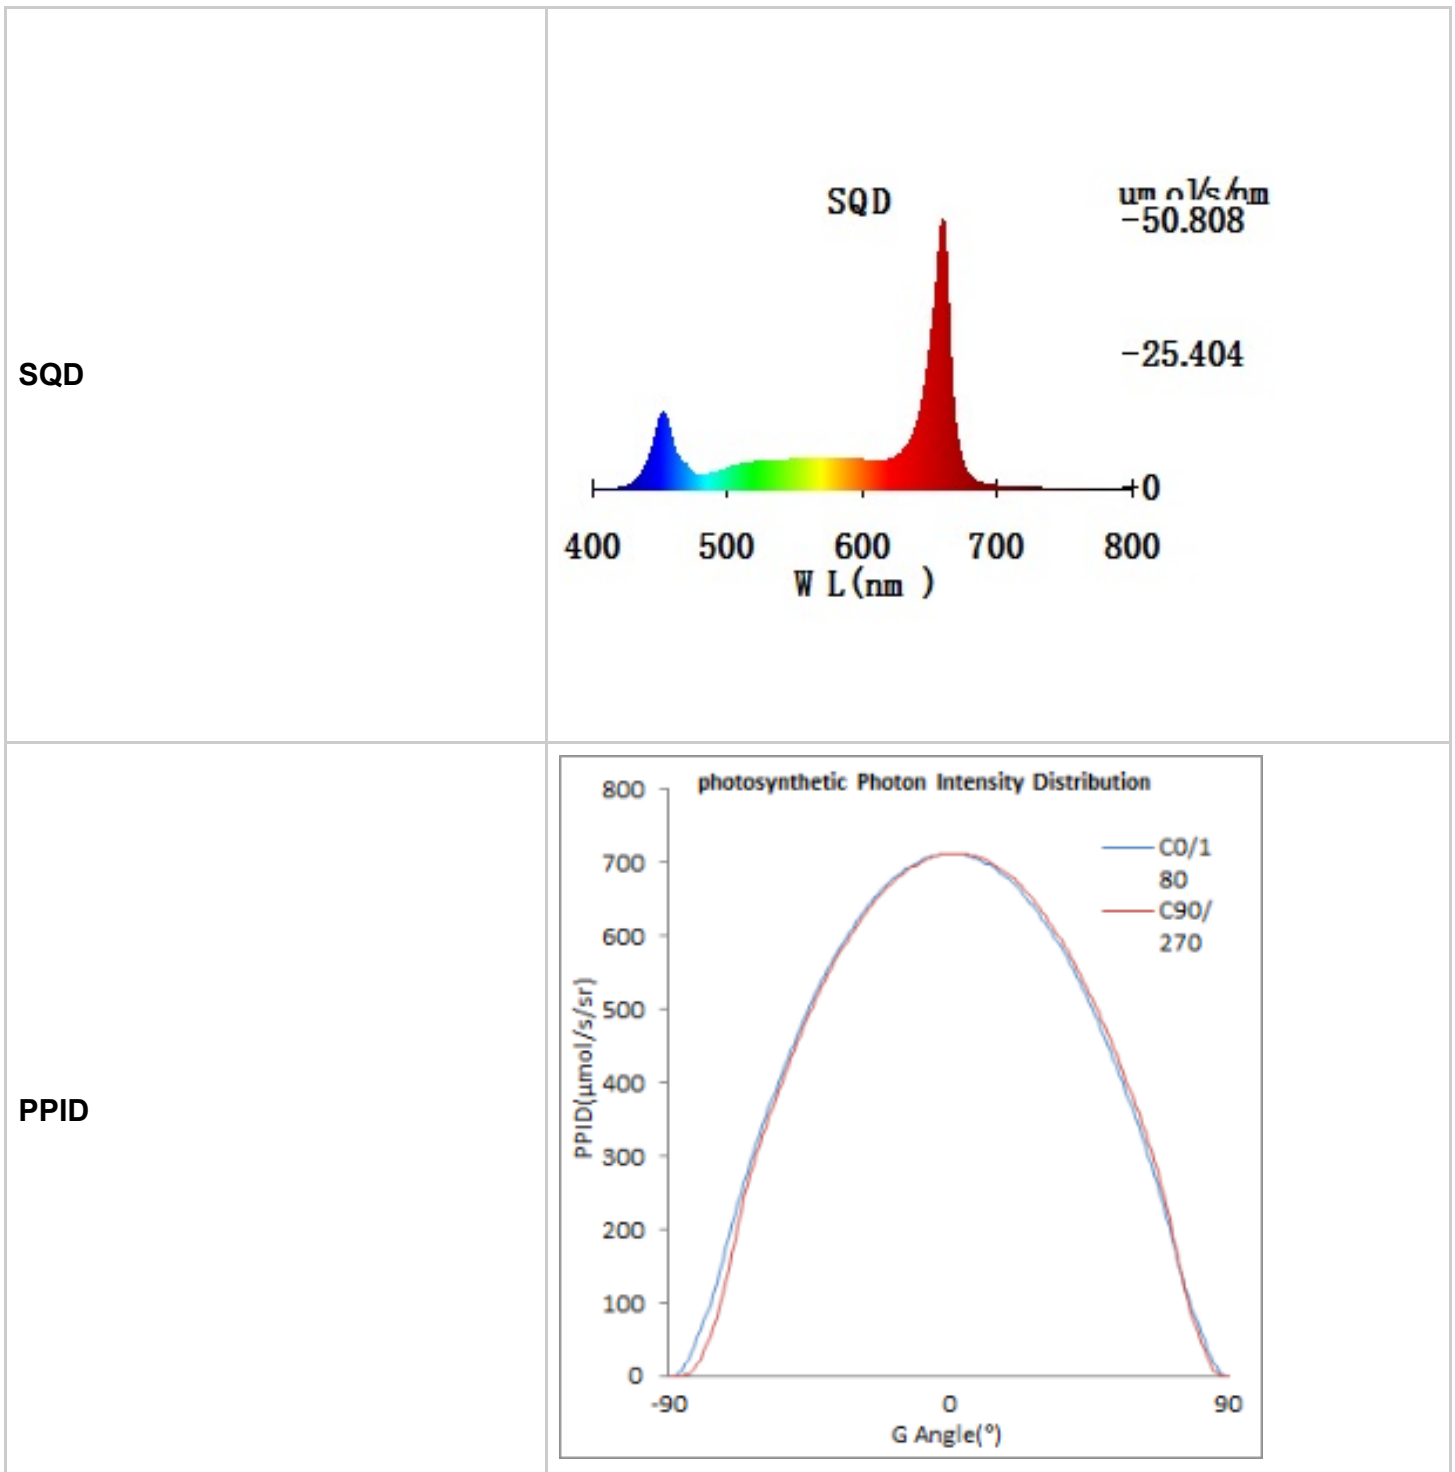 SQD
SQD
μmol/s/nm
-50.808
-25.404
0
400 500 600 700 800
WL(nm)
PPID
photosynthetic Photon Intensity Distribution
800
700
600
500
400
300
200
100
0
PPID(μmol/s/sr)
C0/1
80
C90/
270
-90 0 90
G Angle(°)